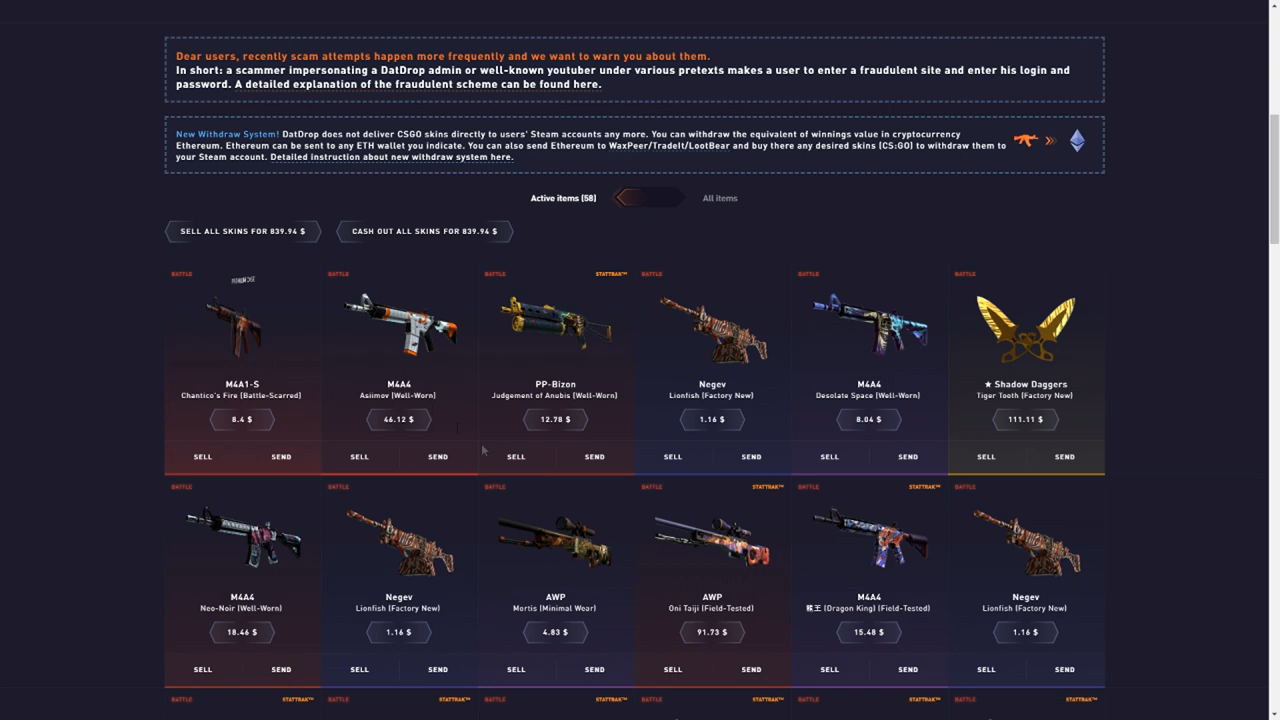 Dear users, recently scam attempts happen more frequently and we want to warn you about them.
In short: a scammer impersonating a DatDrop admin or well-known youtuber under various pretexts makes a user to enter a fraudulent site and enter his login and
password. A detailed explanation of the fraudulent scheme can be found here.
New Withdraw System! DatDrop does not deliver CSGO skins directly to users' Steam accounts any more. You can withdraw the equivalent of winnings value in cryptocurrency
Ethereum. Ethereum can be sent to any ETH wallet you indicate. You can also send Ethereum to WaxPeer/TradeIt/LootBear and buy there any desired skins (CS:GO) to withdraw them to
your Steam account. Detailed instruction about new withdraw system here.
Active items (58) All items
SELL ALL SKINS FOR 839.94 $ CASH OUT ALL SKINS FOR 839.94 $
BATTLE BATTLE BATTLE STATTRAK™ BATTLE BATTLE BATTLE
M4A1-S M4A4 PP-Bizon Negev M4A4 ★ Shadow Daggers
Chantico's Fire (Battle-Scarred) Asiimov (Well-Worn) Judgement of Anubis (Well-Worn) Lionfish (Factory New) Desolate Space (Well-Worn) Tiger Tooth (Factory New)
8.4 $ 46.12 $ 12.78 $ 1.16 $ 8.04 $ 111.11 $
SELL SEND SELL SEND SELL SEND SELL SEND SELL SEND SELL SEND
BATTLE BATTLE BATTLE BATTLE STATTRAK™ BATTLE STATTRAK™ BATTLE
M4A4 Negev AWP AWP M4A4 Negev
Neo-Noir (Well-Worn) Lionfish (Factory New) Mortis (Minimal Wear) Oni Taiji (Field-Tested) 龍王 (Dragon King) (Field-Tested) Lionfish (Factory New)
18.46 $ 1.16 $ 4.83 $ 91.73 $ 15.48 $ 1.16 $
SELL SEND SELL SEND SELL SEND SELL SEND SELL SEND SELL SEND
BATTLE STATTRAK™ BATTLE STATTRAK™ BATTLE STATTRAK™ BATTLE BATTLE STATTRAK™ BATTLE STATTRAK™